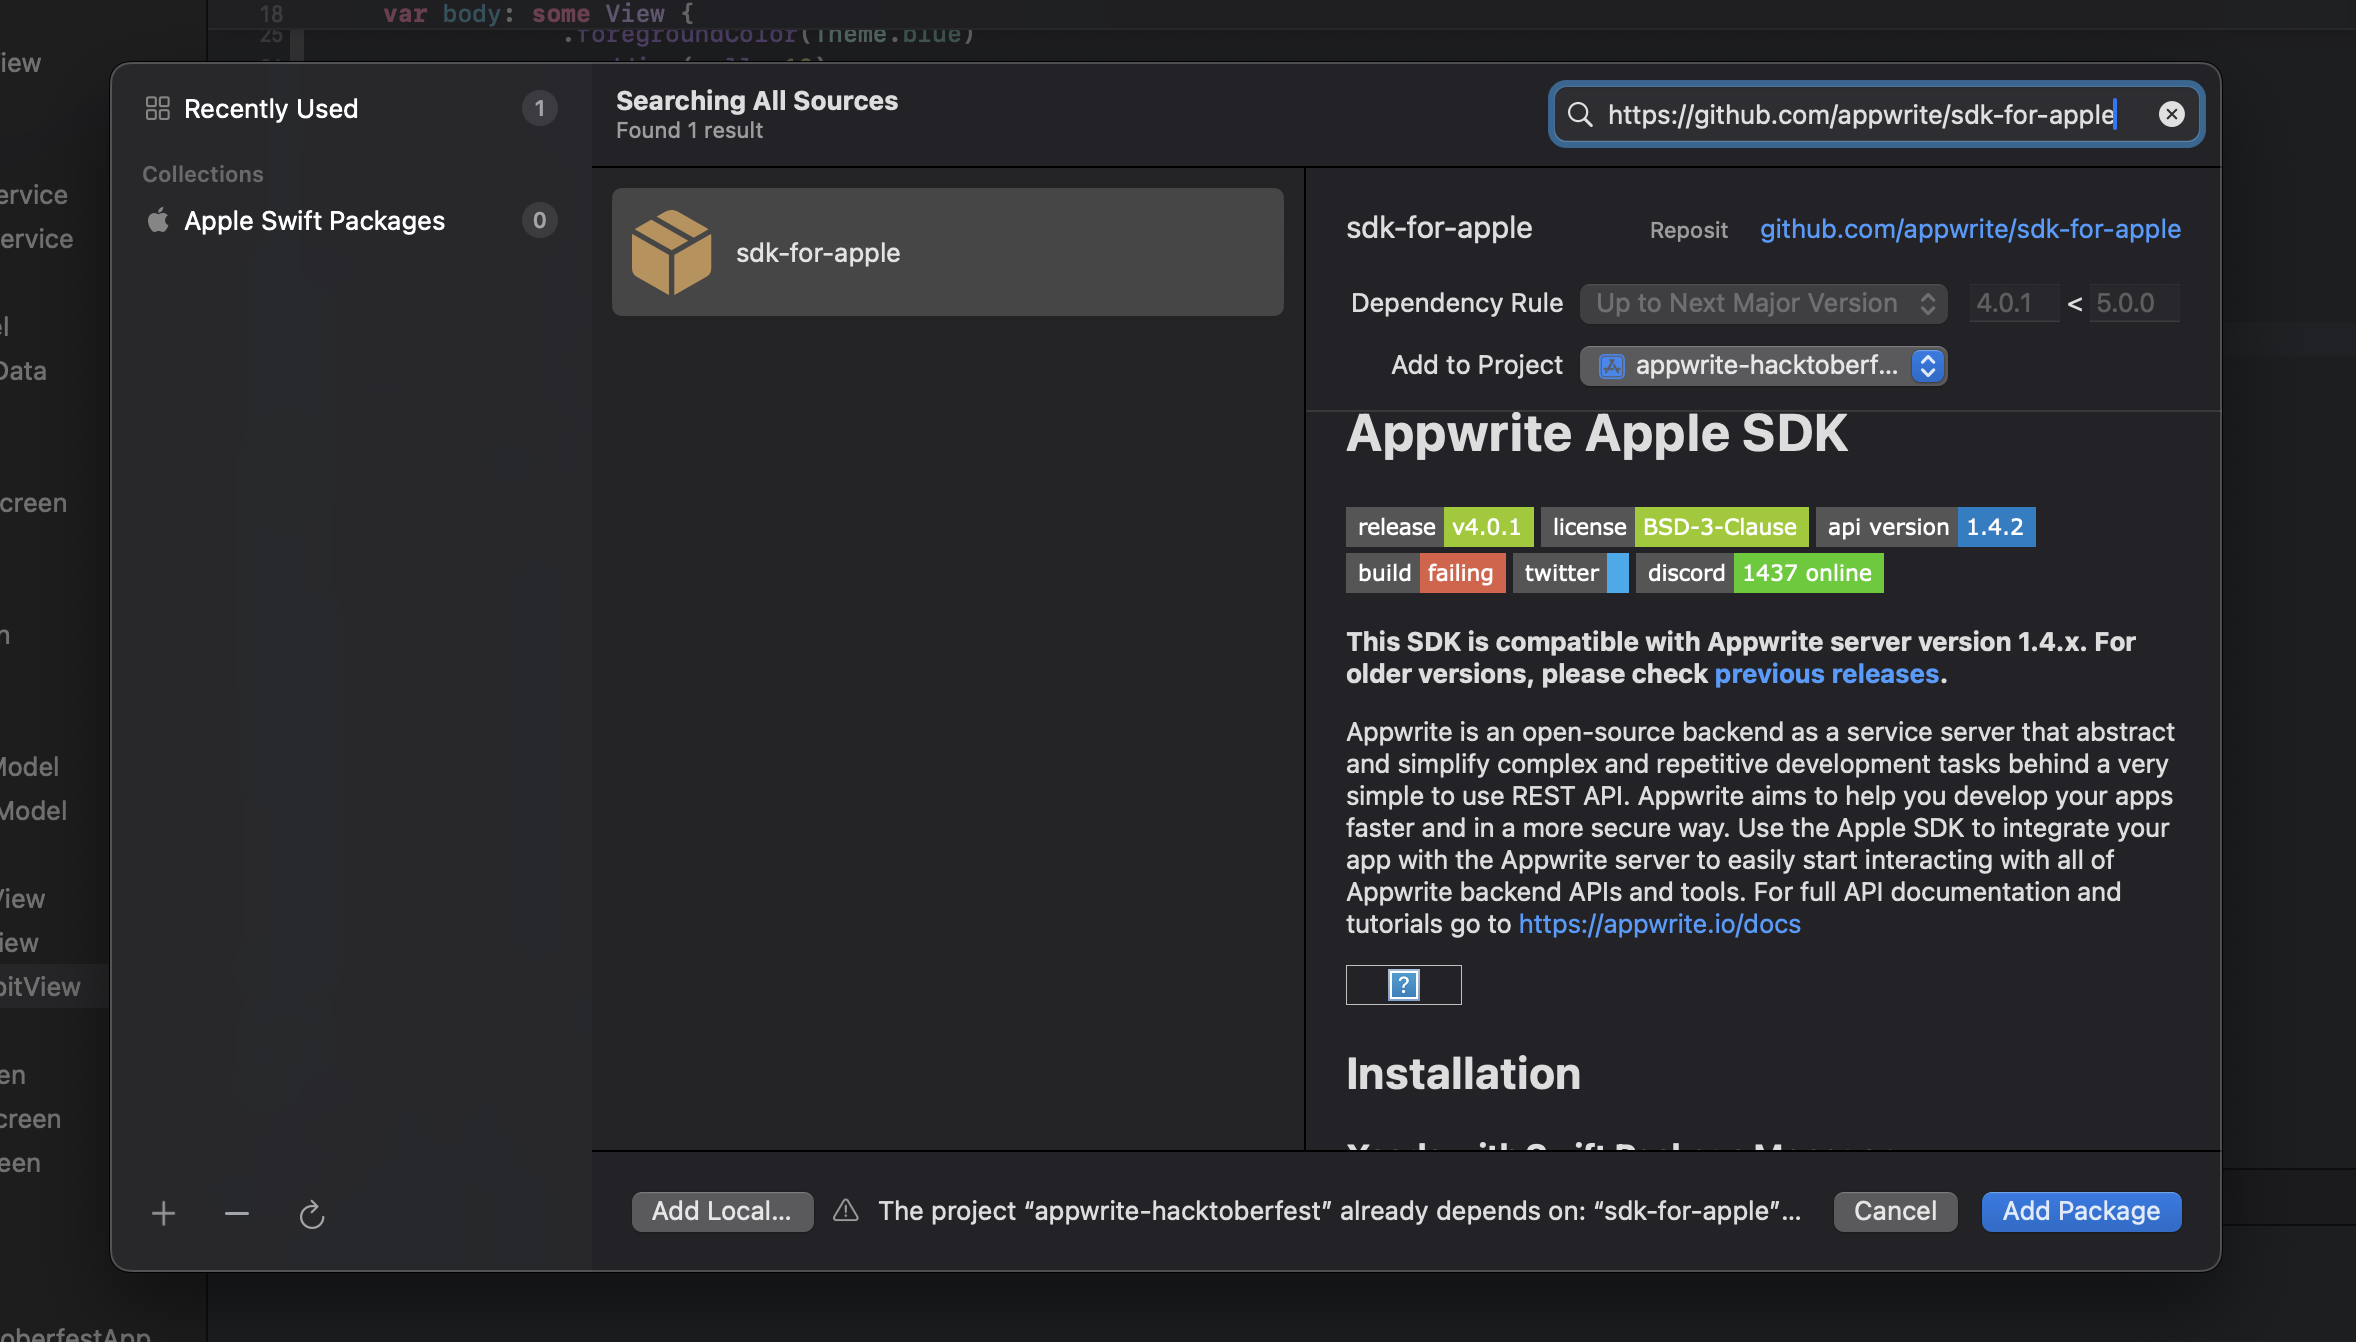 18 var body: some View {
25 .foregroundColor(Theme.blue)
Recently Used 1
Collections
Apple Swift Packages 0
Searching All Sources
Found 1 result
https://github.com/appwrite/sdk-for-apple
sdk-for-apple
sdk-for-apple Reposit github.com/appwrite/sdk-for-apple
Dependency Rule Up to Next Major Version 4.0.1 < 5.0.0
Add to Project appwrite-hacktoberf...
Appwrite Apple SDK
release v4.0.1 license BSD-3-Clause api version 1.4.2
build failing twitter discord 1437 online
This SDK is compatible with Appwrite server version 1.4.x. For
older versions, please check previous releases.
Appwrite is an open-source backend as a service server that abstract
and simplify complex and repetitive development tasks behind a very
simple to use REST API. Appwrite aims to help you develop your apps
faster and in a more secure way. Use the Apple SDK to integrate your
app with the Appwrite server to easily start interacting with all of
Appwrite backend APIs and tools. For full API documentation and
tutorials go to https://appwrite.io/docs
?
Installation
Xcode with Swift Package Manager
Add Local...
The project “appwrite-hacktoberfest” already depends on: “sdk-for-apple”...
Cancel
Add Package
iew
ervice
ervice
el
Data
creen
n
Model
Model
View
iew
bitView
en
creen
een
oberfestApp